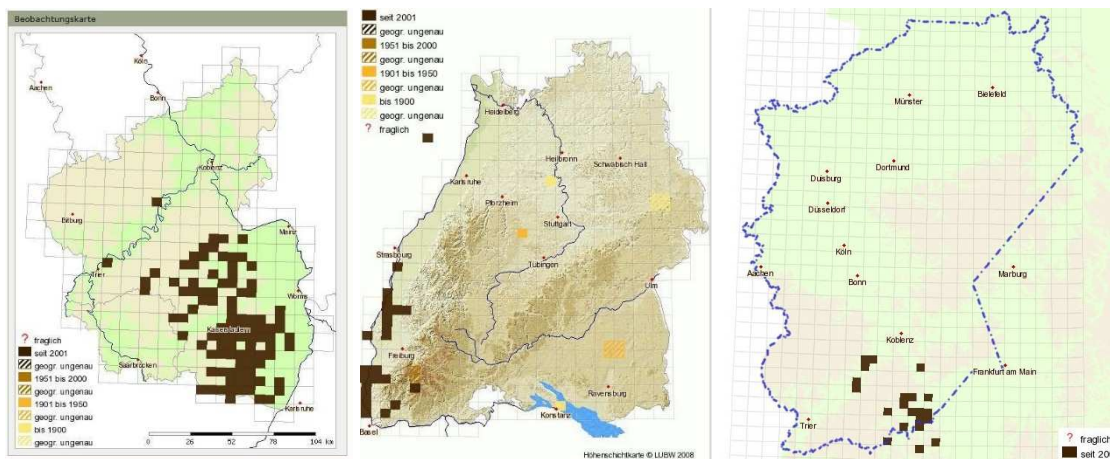 Beobachtungskarte
Köln
Aachen
Bonn
Koblenz
Bitburg
Mainz
Trier
Worms
Kaiserslautern
Saarbrücken
Karlsruhe
? fraglich
seit 2001
geogr. ungenau
1951 bis 2000
geogr. ungenau
1901 bis 1950
geogr. ungenau
bis 1900
geogr. ungenau
0 26 52 78 104 km
seit 2001
geogr. ungenau
1951 bis 2000
geogr. ungenau
1901 bis 1950
geogr. ungenau
bis 1900
geogr. ungenau
? fraglich
Heidelberg
Heilbronn
Schwäbisch Hall
Karlsruhe
Pforzheim
Stuttgart
Strasbourg
Tübingen
Ulm
Freiburg
Ravensburg
Konstanz
Basel
Höhenschichtkarte © LUBW 2008
Münster
Bielefeld
Dortmund
Duisburg
Düsseldorf
Köln
Aachen
Bonn
Marburg
Koblenz
Frankfurt am Main
Trier
? fraglich
seit 200